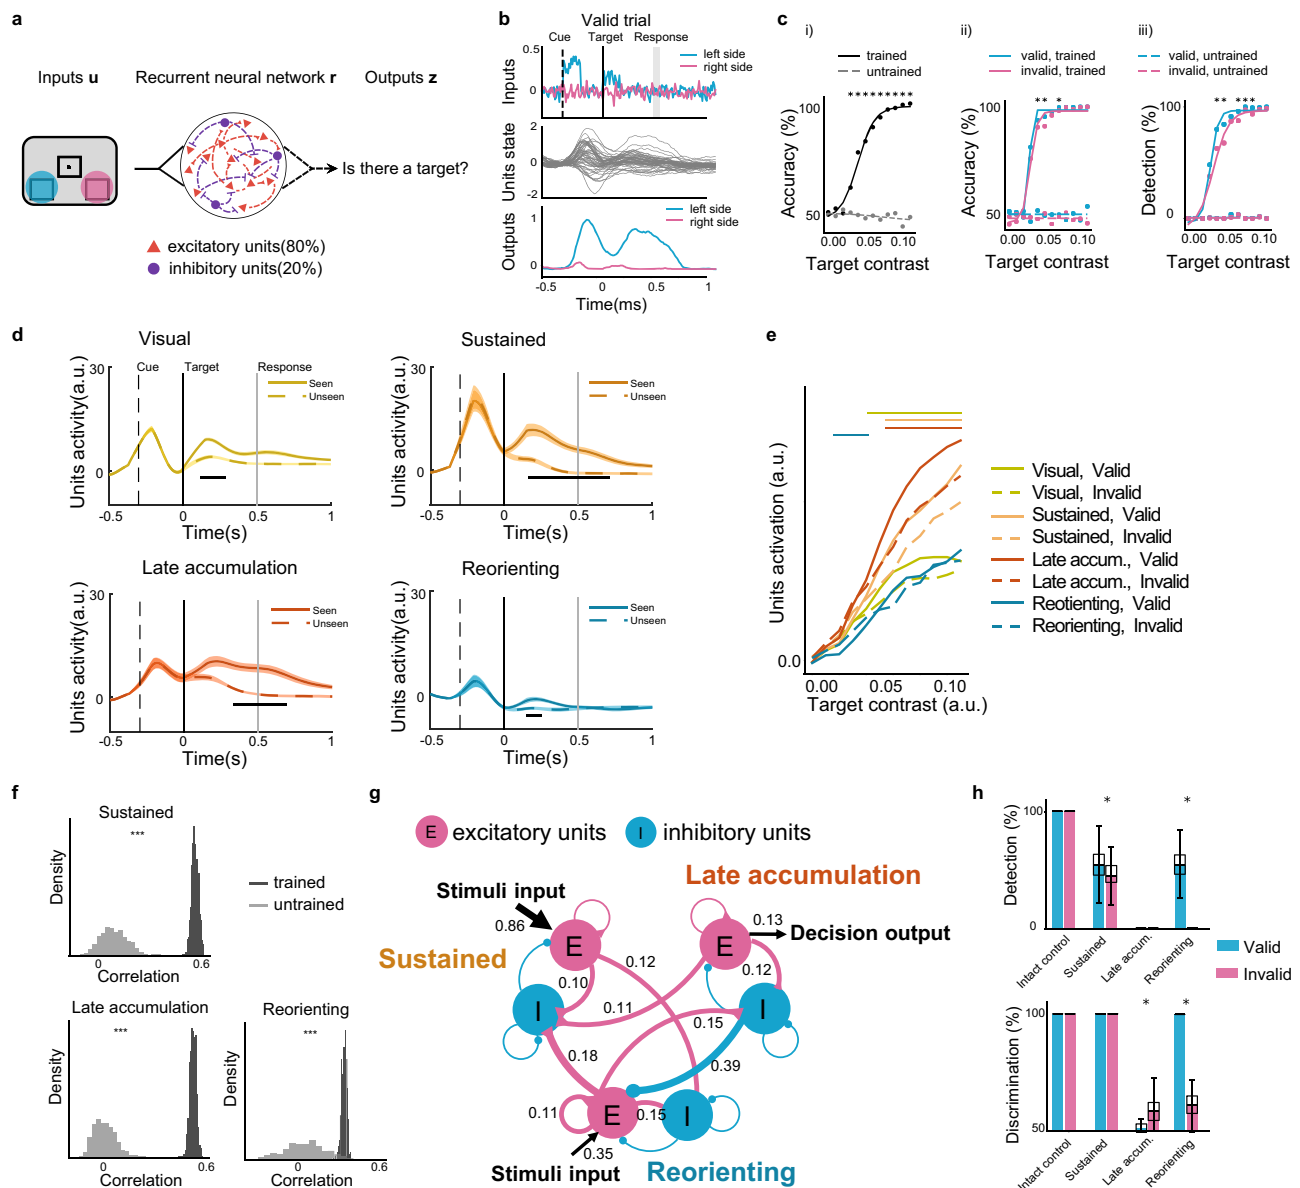 a
Inputs u
Recurrent neural network r
Outputs z
Is there a target?
excitatory units(80%)
inhibitory units(20%)
b
Valid trial
Cue
Target
Response
left side
right side
0.5
0
Inputs
2
0
-2
Units state
left side
right side
1
0
Outputs
-0.5
0
0.5
1
Time(ms)
c
i)
trained
untrained
**********
100
50
Accuracy (%)
0.00
0.05
0.10
Target contrast
ii)
valid, trained
invalid, trained
** *
100
50
Accuracy (%)
0.00
0.05
0.10
Target contrast
iii)
valid, untrained
invalid, untrained
** ***
100
0
Detection (%)
0.00
0.05
0.10
Target contrast
d
Visual
30
0
Units activity(a.u.)
Cue
Target
Response
Seen
Unseen
-0.5
0
0.5
1
Time(s)
Sustained
30
0
Units activity(a.u.)
Seen
Unseen
-0.5
0
0.5
1
Time(s)
Late accumulation
30
0
Units activity(a.u.)
Seen
Unseen
-0.5
0
0.5
1
Time(s)
Reorienting
30
0
Units activity(a.u.)
Seen
Unseen
-0.5
0
0.5
1
Time(s)
e
Units activation (a.u.)
0.0
0.00
0.05
0.10
Target contrast (a.u.)
Visual, Valid
Visual, Invalid
Sustained, Valid
Sustained, Invalid
Late accum., Valid
Late accum., Invalid
Reotienting, Valid
Reorienting, Invalid
f
Sustained
***
Density
trained
untrained
0
0.6
Correlation
Late accumulation
***
Density
0
0.6
Correlation
Reorienting
***
Density
0
0.6
Correlation
g
E excitatory units
I inhibitory units
Late accumulation
Stimuli input
0.86
E
E
0.13
Decision output
Sustained
0.12
0.12
0.10
I
0.11
I
0.15
0.18
0.39
0.11
E
0.15
I
0.35
Stimuli input
Reorienting
h
100
0
Detection (%)
*
*
Intact control
Sustained
Late accum.
Reorienting
Valid
Invalid
100
50
Discrimination (%)
*
*
Intact control
Sustained
Late accum.
Reorienting